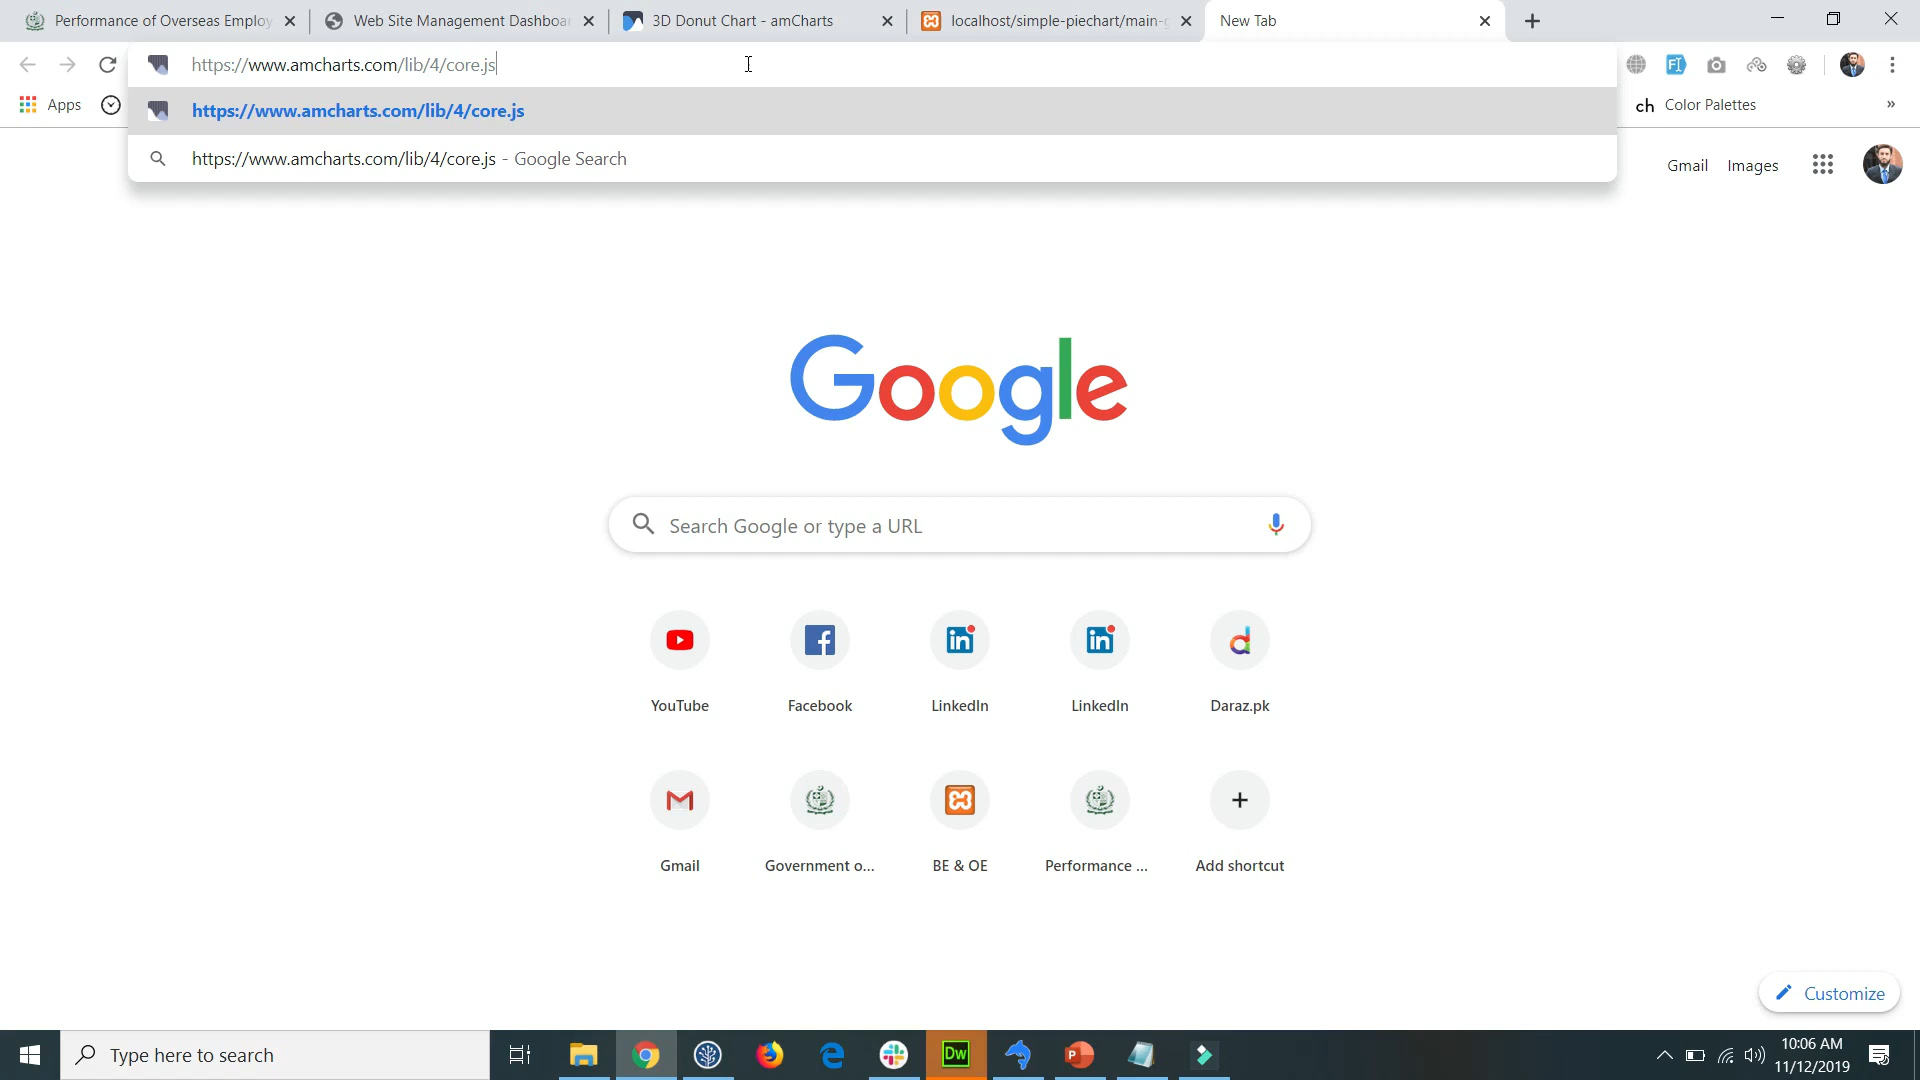 Performance of Overseas Employ
Web Site Management Dashboar
3D Donut Chart - amCharts
localhost/simple-piechart/main-g
New Tab
https://www.amcharts.com/lib/4/core.js
Apps
https://www.amcharts.com/lib/4/core.js
ch Color Palettes »
https://www.amcharts.com/lib/4/core.js - Google Search
Gmail Images
Google
Search Google or type a URL
YouTube Facebook LinkedIn LinkedIn Daraz.pk
Gmail Government o... BE & OE Performance ... Add shortcut
Customize
Type here to search
Dw
10:06 AM
11/12/2019